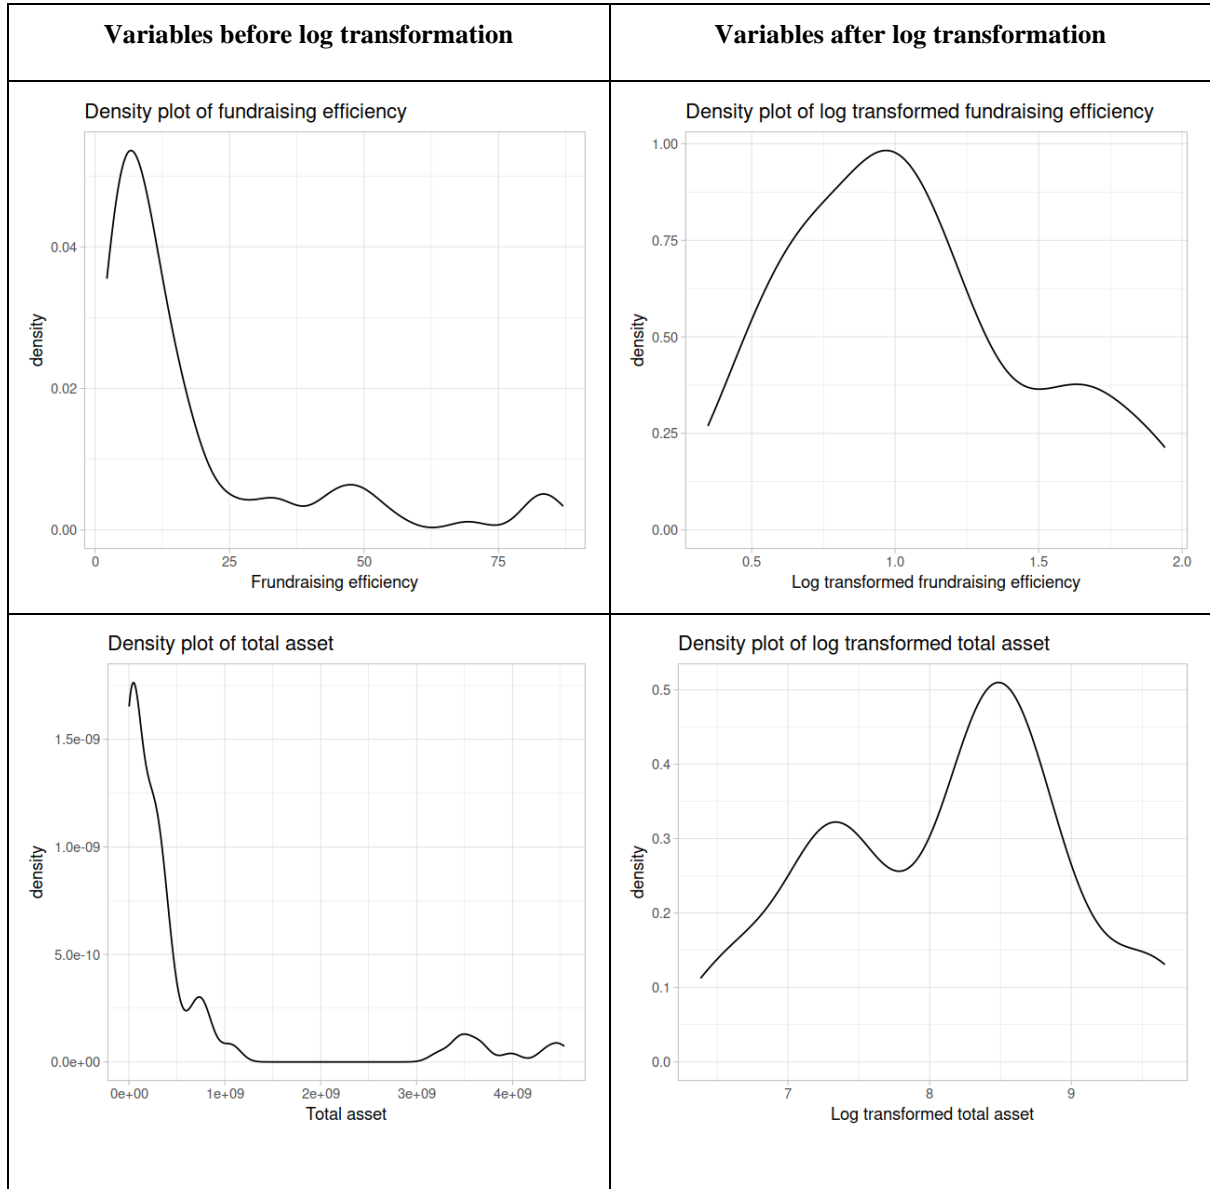 Variables before log transformation
Variables after log transformation
Density plot of fundraising efficiency
density
0.04
0.02
0.00
0
25
50
75
Frundraising efficiency
Density plot of log transformed fundraising efficiency
density
1.00
0.75
0.50
0.25
0.00
0.5
1.0
1.5
2.0
Log transformed frundraising efficiency
Density plot of total asset
density
1.5e-09
1.0e-09
5.0e-10
0.0e+00
0e+00
1e+09
2e+09
3e+09
4e+09
Total asset
Density plot of log transformed total asset
density
0.5
0.4
0.3
0.2
0.1
0.0
7
8
9
Log transformed total asset